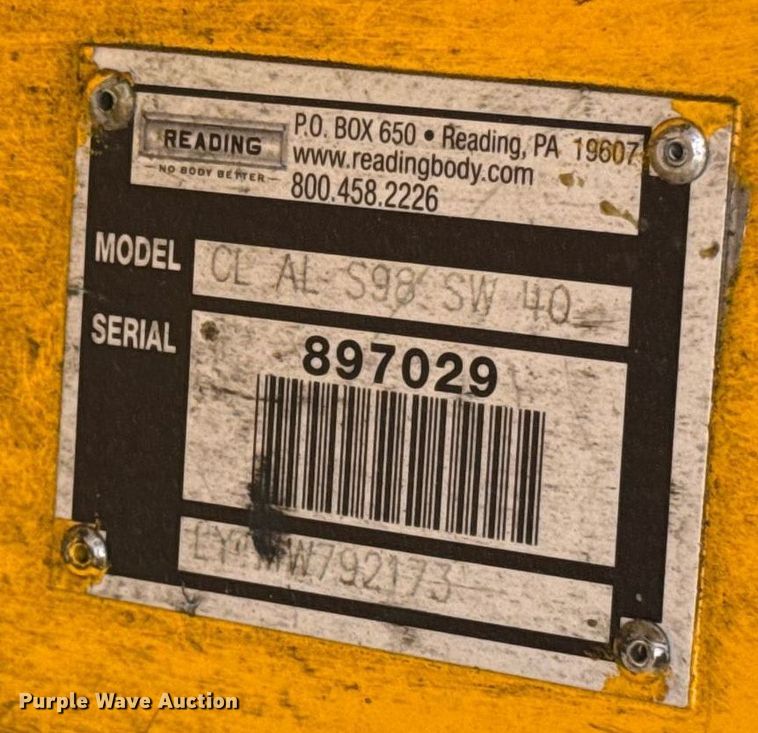 READING
NO BODY BETTER
P.O. BOX 650 • Reading, PA 19607
www.readingbody.com
800.458.2226
MODEL CL AL S98 SW 40
SERIAL
897029
Purple Wave Auction